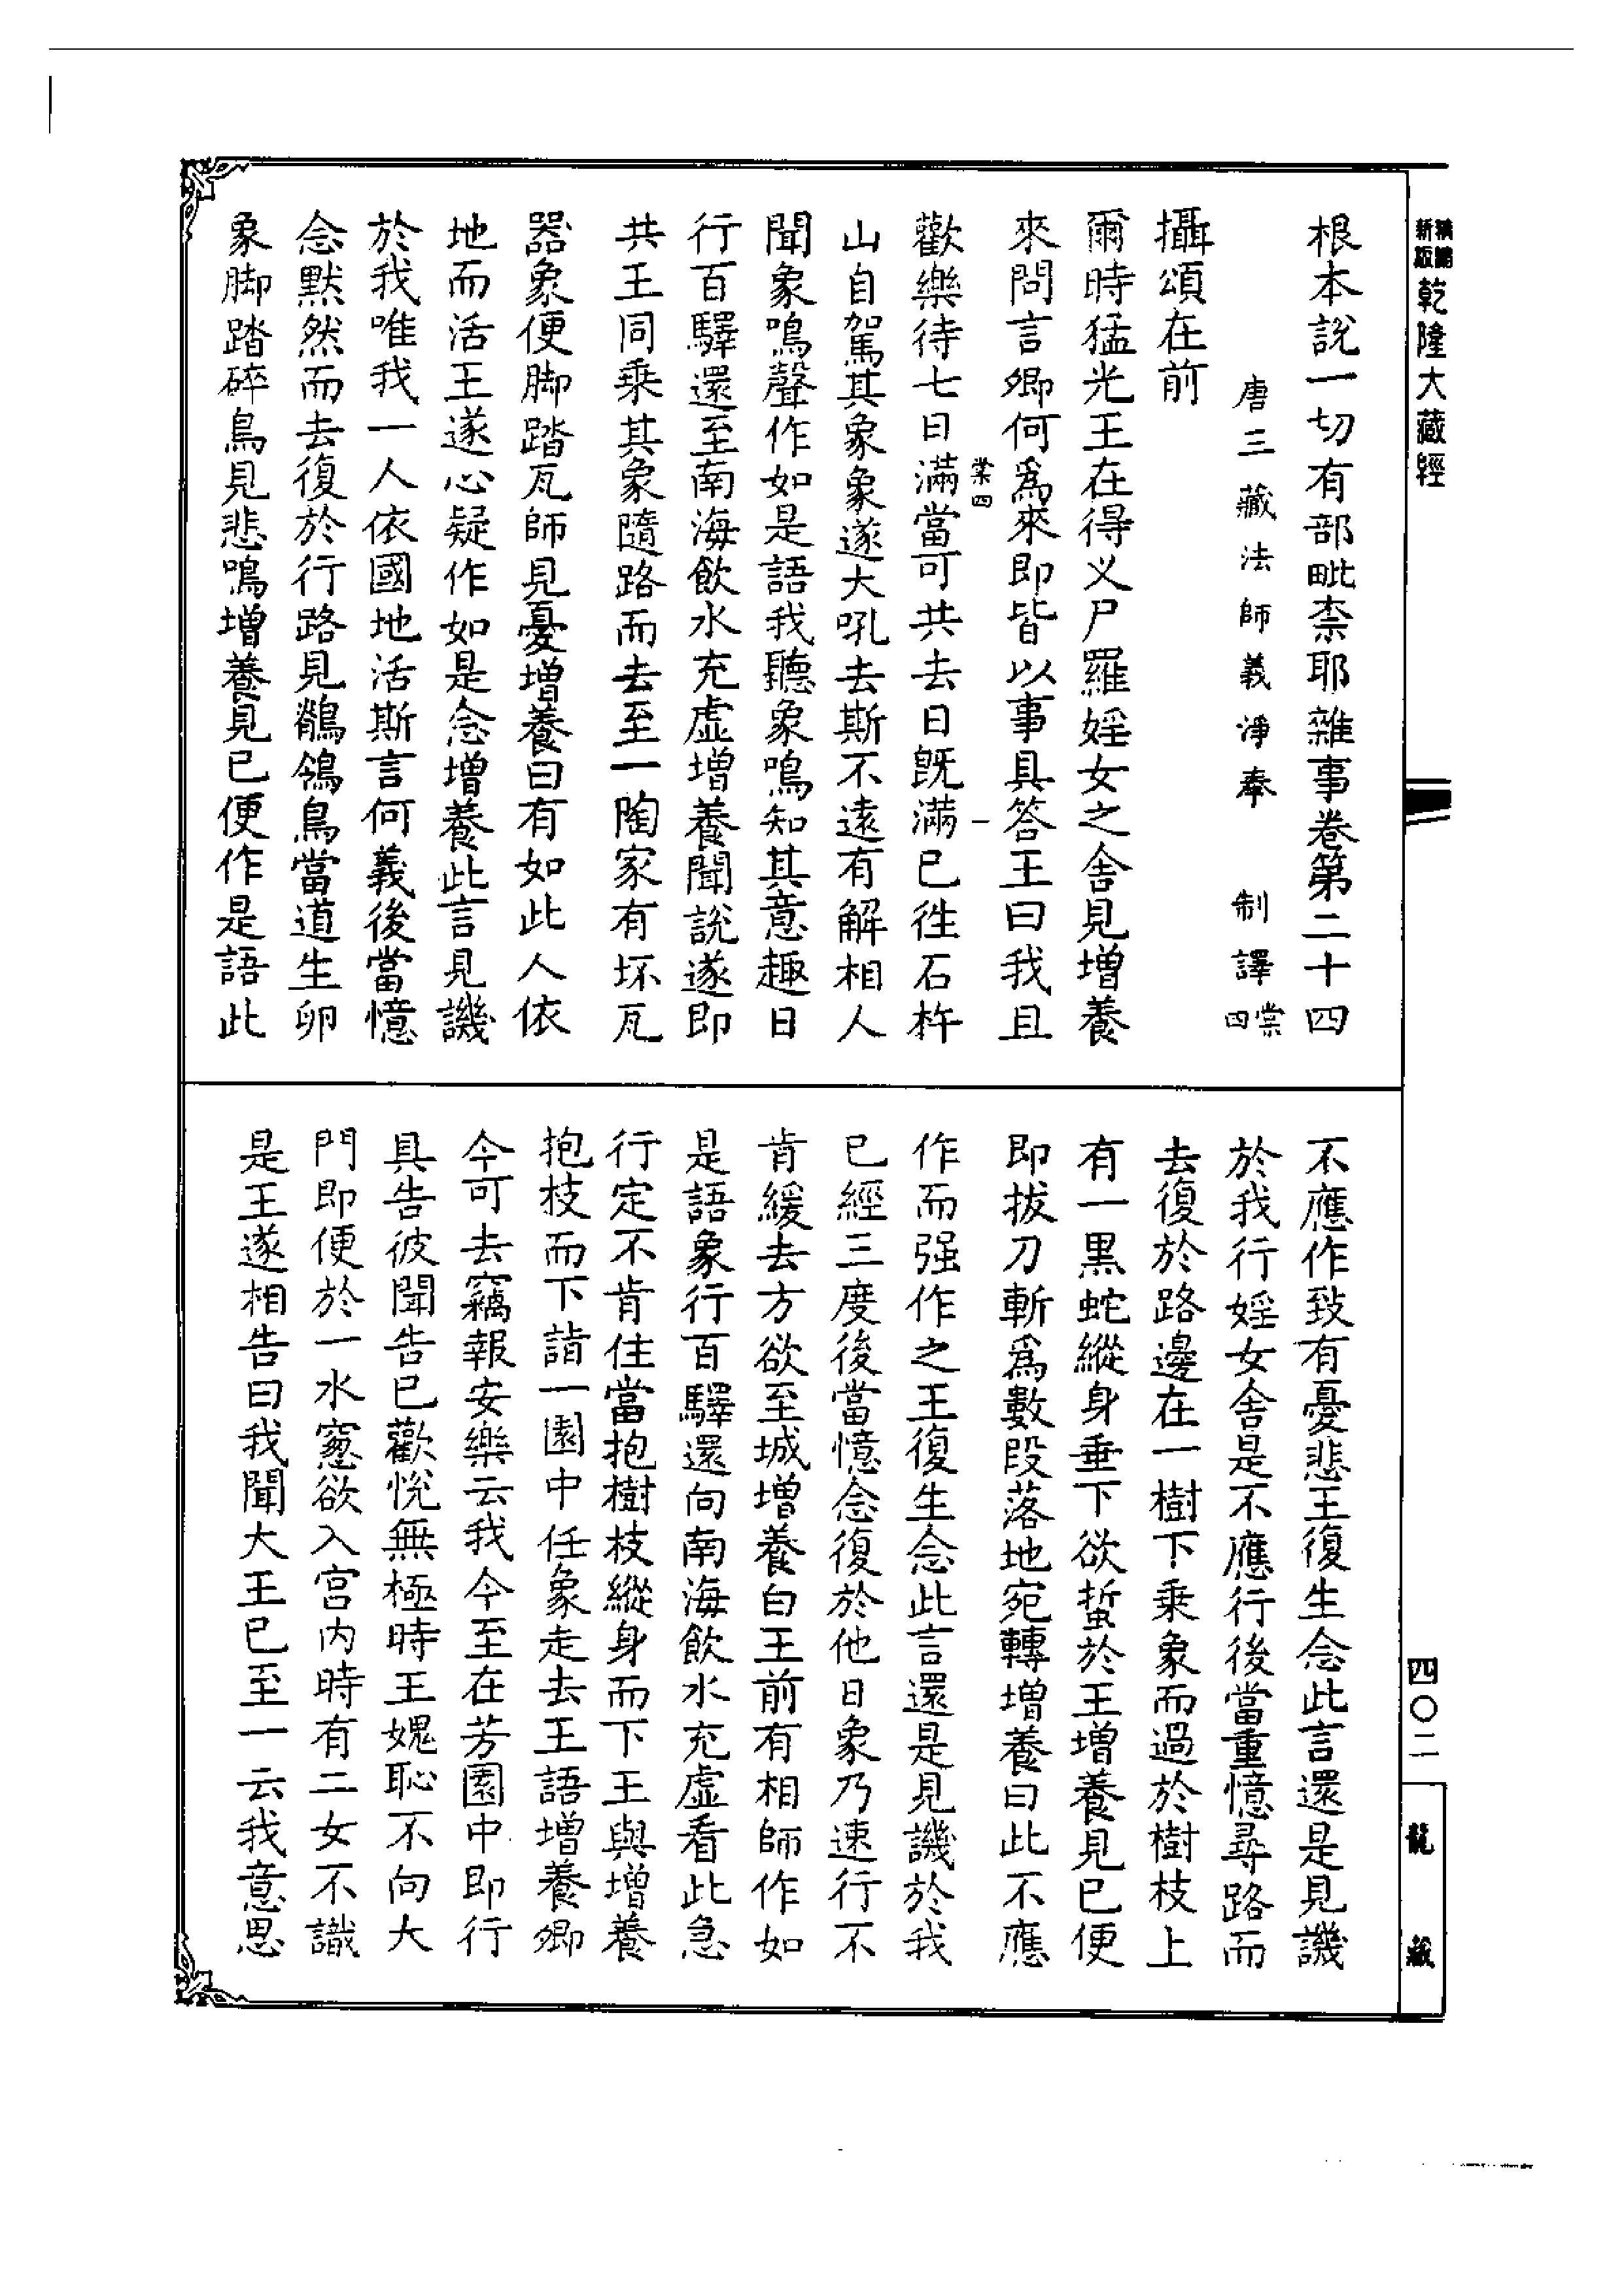 新版
乾隆大藏經
根本說一切有部毗柰耶雜事卷第二十四
唐三藏法師義淨奉 制譯 棠四
攝頌在前
爾時猛光王在得义尸羅婬女之舍見增養
來問言卿何爲來即皆以事具答王曰我且
棠四 一
歡樂待七日滿當可共去日旣滿已徃石杵
山自駕其象象遂大吼去斯不遠有解相人
聞象鳴聲作如是語我聽象鳴知其意趣日
行百驛還至南海飲水充虛增養聞說遂即
共王同乘其象隨路而去至一陶家有坏瓦
器象便脚踏瓦師見憂增養曰有如此人依
地而活王遂心疑作如是念增養此言見譏
於我唯我一人依國地活斯言何義後當憶
念默然而去復於行路見鶺鴒鳥當道生卵
象脚踏碎鳥見悲鳴增養見已便作是語此
不應作致有憂悲王復生念此言還是見譏
於我行婬女舍是不應行後當重憶尋路而
去復於路邊在一樹下乘象而過於樹枝上
有一黑蛇縱身垂下欲蜇於王增養見已便
即拔刀斬爲數段落地宛轉增養曰此不應
作而强作之王復生念此言還是見譏於我
已經三度後當憶念復於他日象乃速行不
肯緩去方欲至城增養白王前有相師作如
是語象行百驛還向南海飲水充虛看此急
行定不肯住當抱樹枝縱身而下王與增養
抱枝而下詣一園中任象走去王語增養卿
今可去竊報安樂云我今至在芳園中即行
具告彼聞告已歡悅無極時王媿恥不向大
門即便於一水窻欲入宫内時有二女不識
是王遂相告曰我聞大王已至一云我意思
四〇二
龍藏